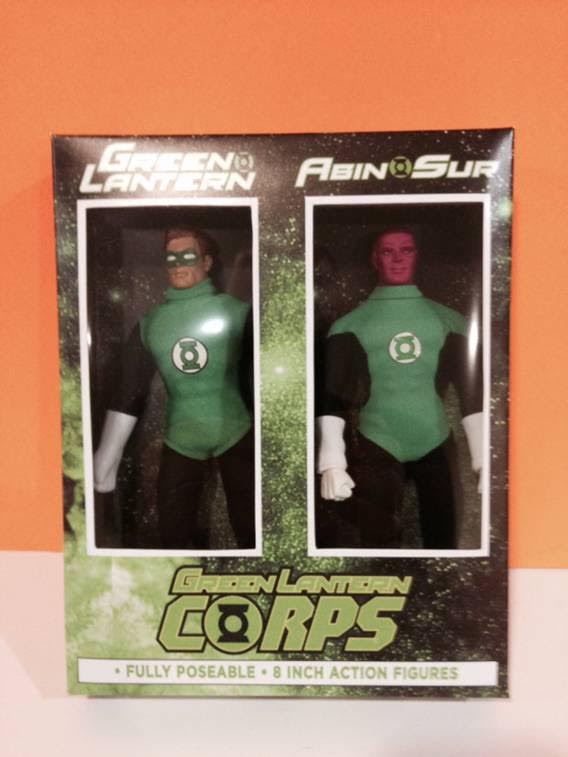 GREEN LANTERN
ABIN SUR
GREEN LANTERN
CORPS
• FULLY POSEABLE • 8 INCH ACTION FIGURES